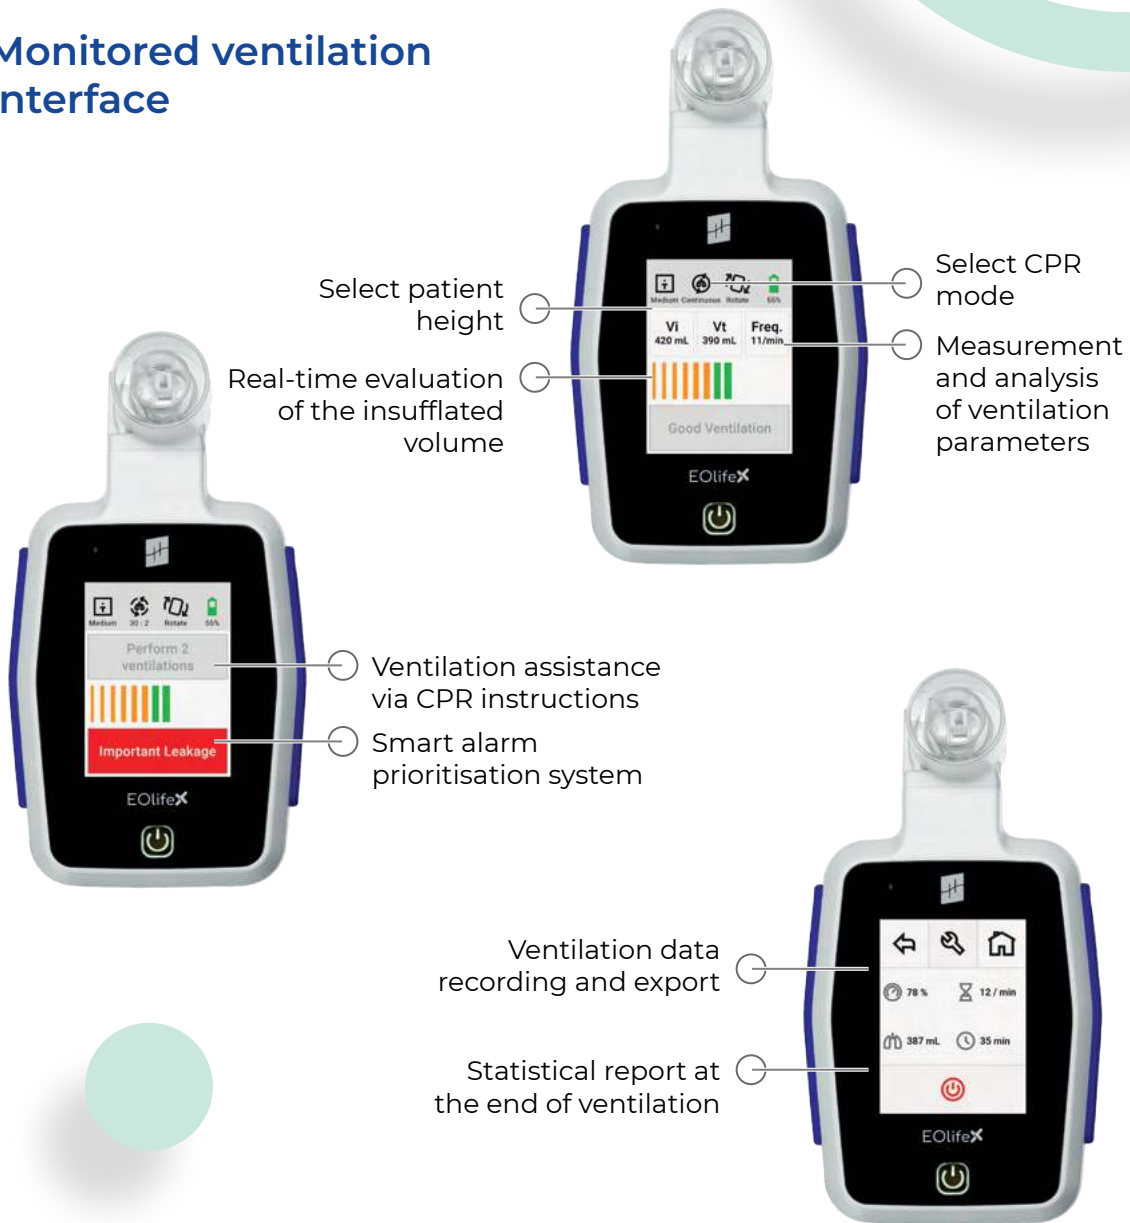 Monitored ventilation
interface
Select patient
height
Real-time evaluation
of the insufflated
volume
Select CPR
mode
Measurement
and analysis
of ventilation
parameters
Medium Continuous Rotate 55%
Vi Vt Freq.
420 mL 390 mL 11/min
Good Ventilation
EOlifeX
Medium 30 : 2 Rotate 55%
Perform 2
ventilations
Important Leakage
EOlifeX
Ventilation assistance
via CPR instructions
Smart alarm
prioritisation system
Ventilation data
recording and export
Statistical report at
the end of ventilation
78 % 12 / min
387 mL 35 min
EOlifeX